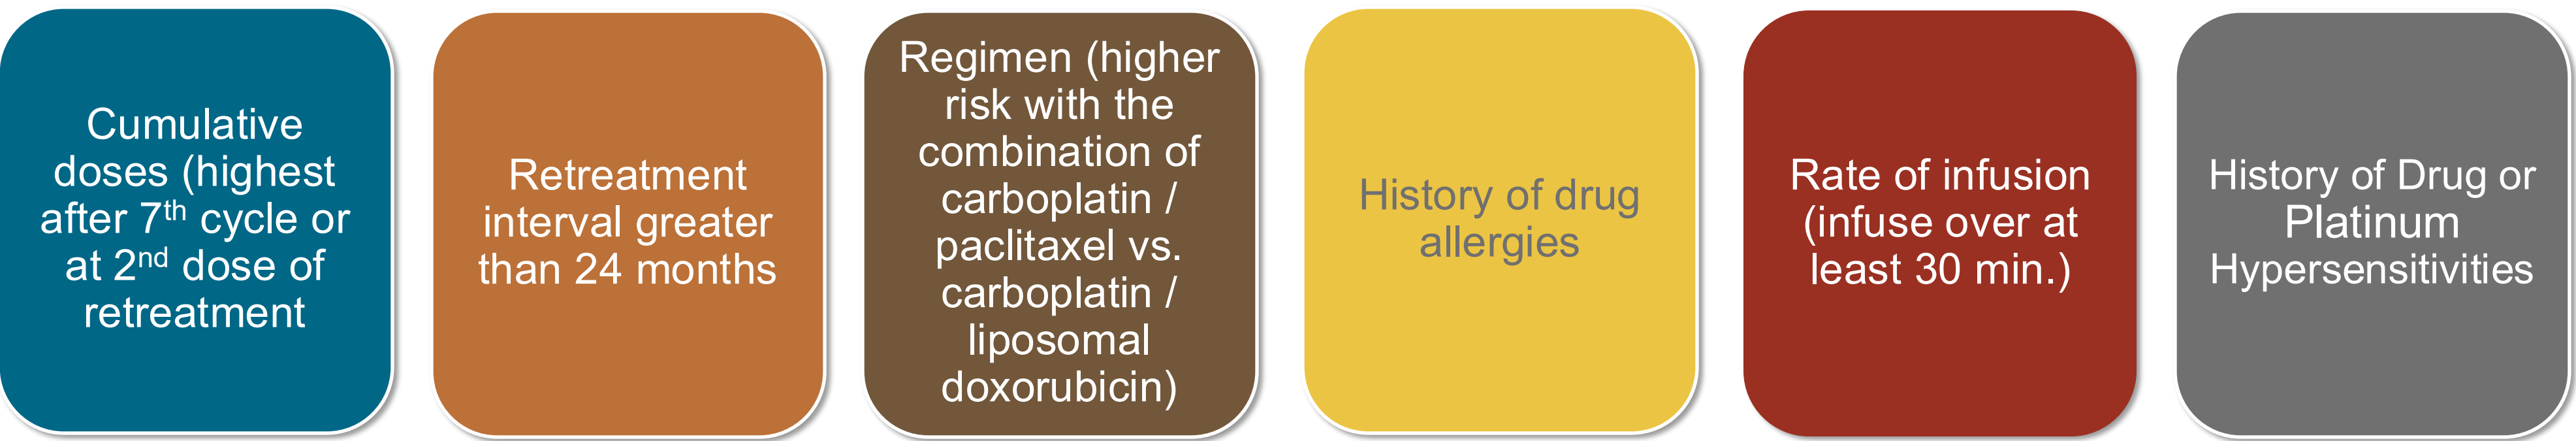 Cumulative
doses (highest
after 7th cycle or
at 2nd dose of
retreatment
Retreatment
interval greater
than 24 months
Regimen (higher
risk with the
combination of
carboplatin /
paclitaxel vs.
carboplatin /
liposomal
doxorubicin)
History of drug
allergies
Rate of infusion
(infuse over at
least 30 min.)
History of Drug or
Platinum
Hypersensitivities